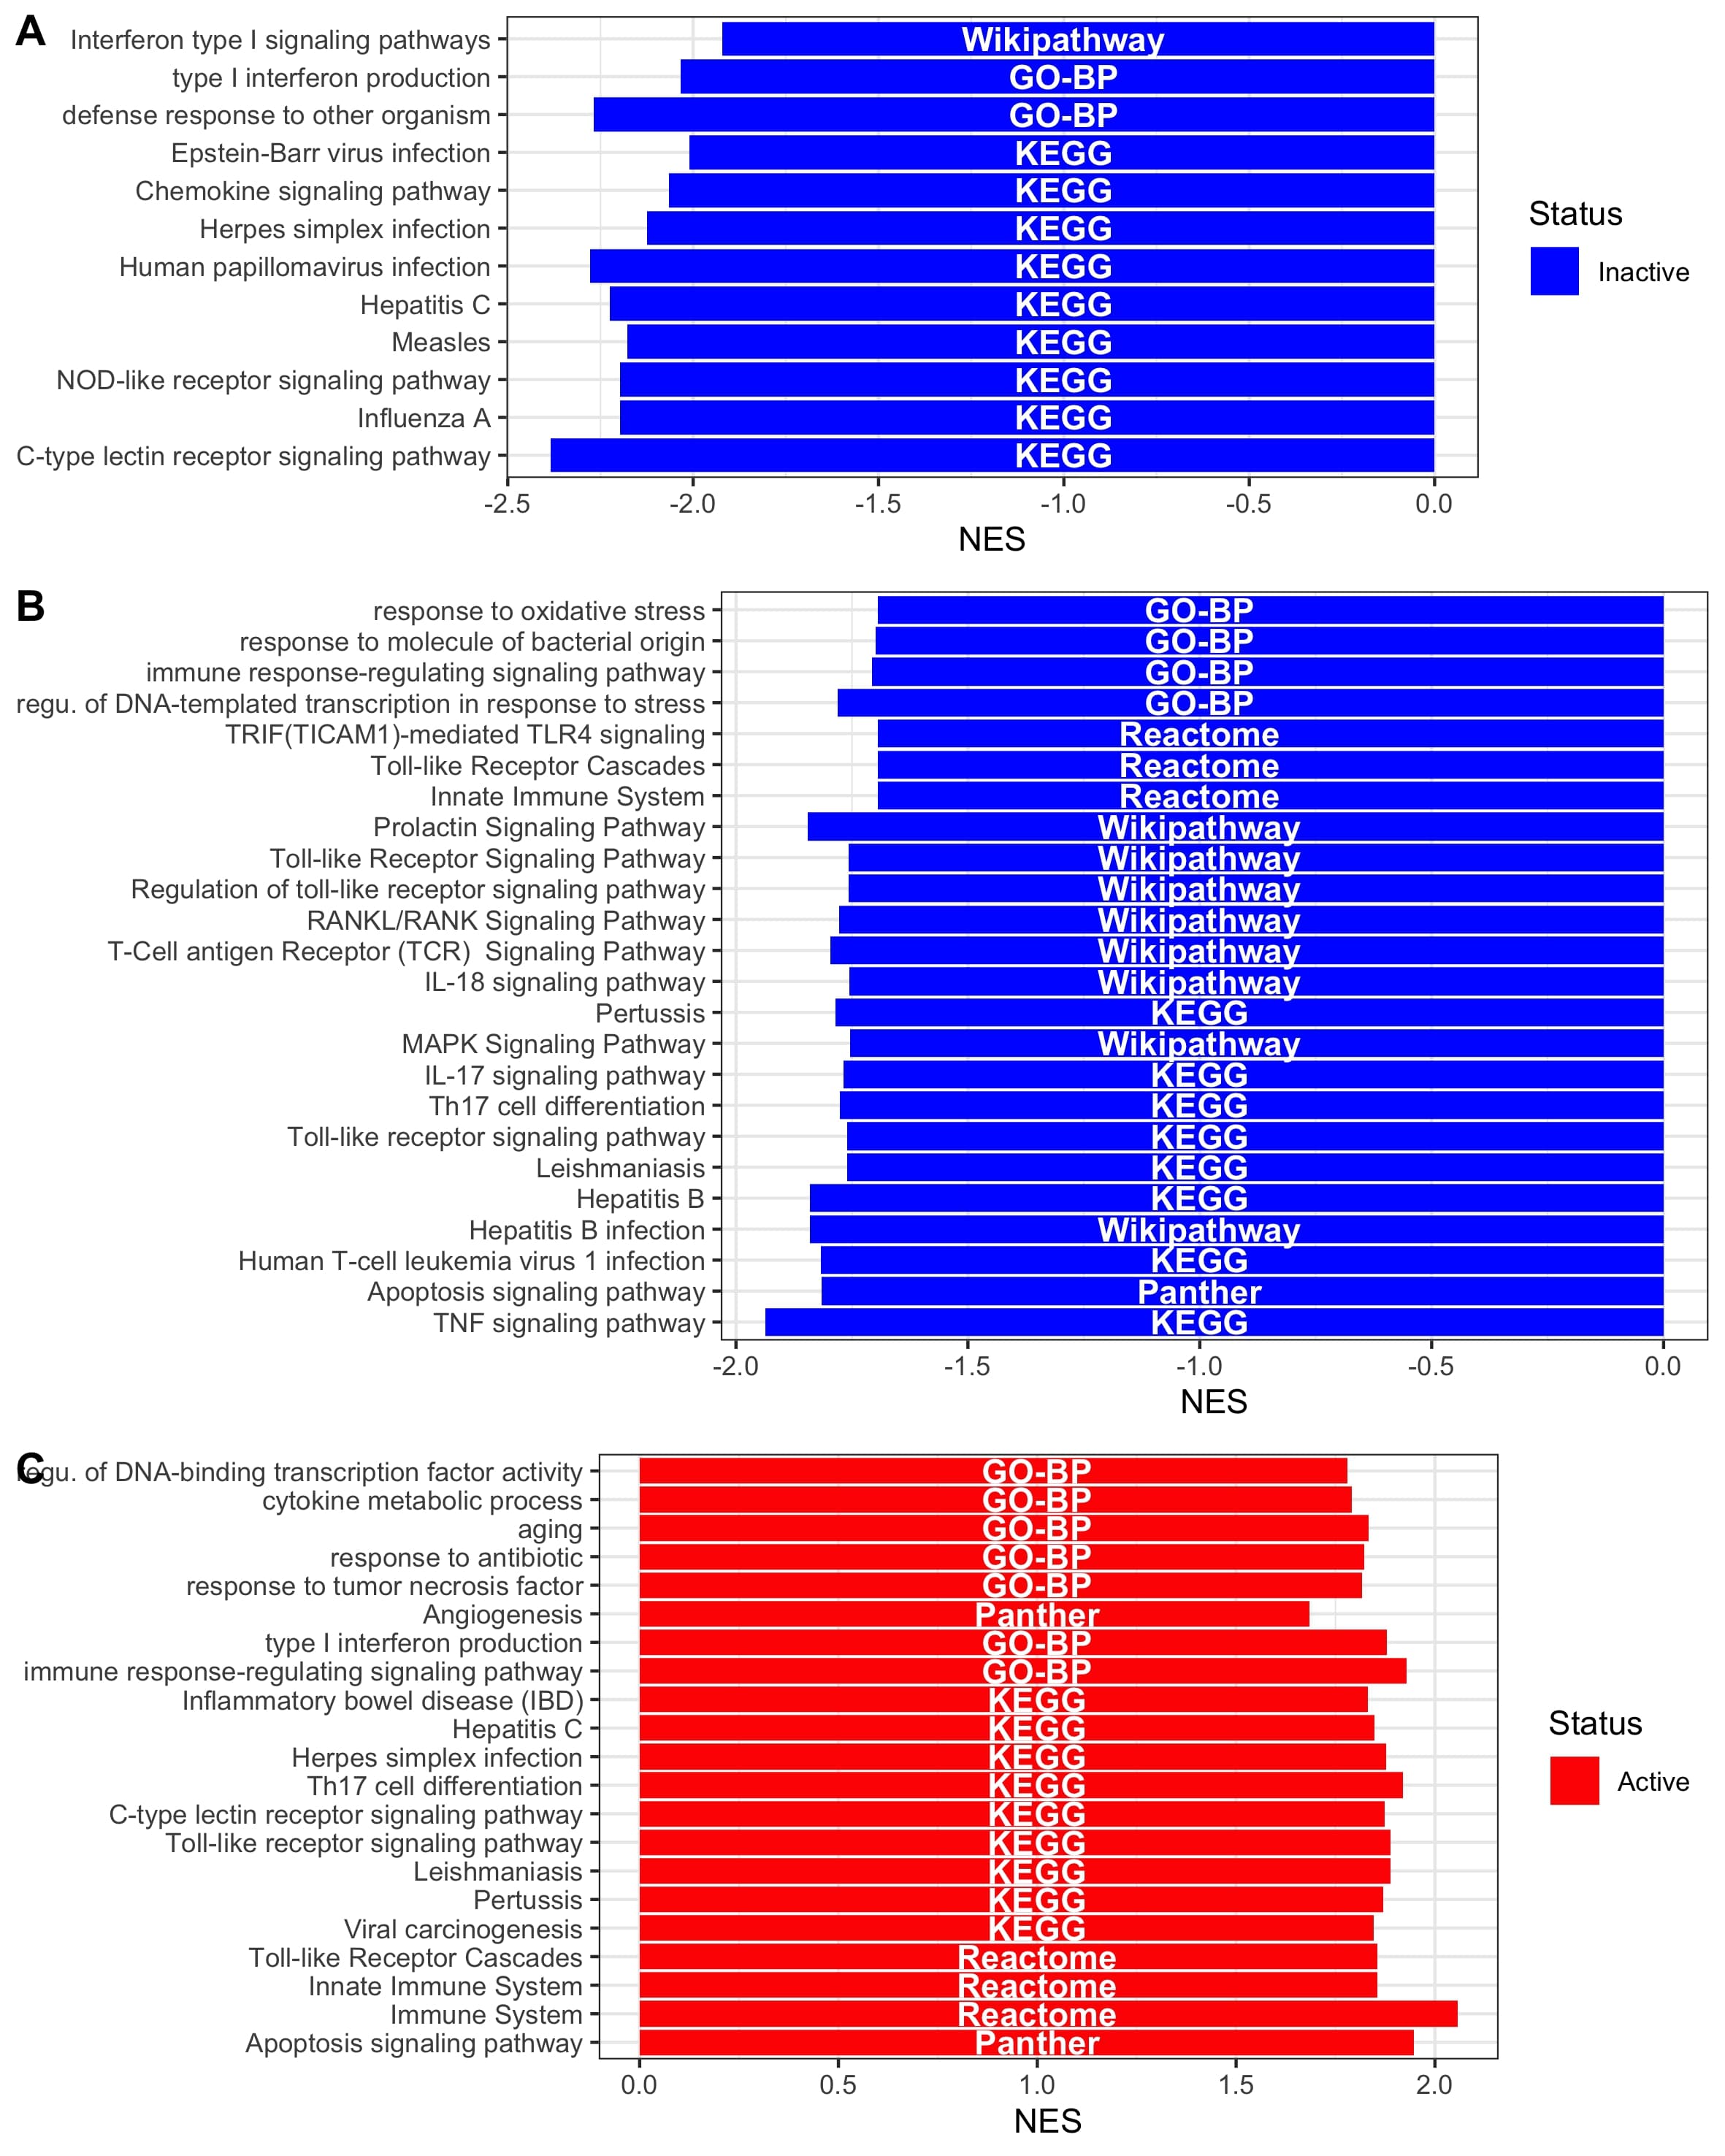 A
Interferon type I signaling pathways Wikipathway
type I interferon production GO-BP
defense response to other organism GO-BP
Epstein-Barr virus infection KEGG
Chemokine signaling pathway KEGG
Herpes simplex infection KEGG
Human papillomavirus infection KEGG
Hepatitis C KEGG
Measles KEGG
NOD-like receptor signaling pathway KEGG
Influenza A KEGG
C-type lectin receptor signaling pathway KEGG
-2.5 -2.0 -1.5 -1.0 -0.5 0.0
NES
Status
Inactive
B
response to oxidative stress GO-BP
response to molecule of bacterial origin GO-BP
immune response-regulating signaling pathway GO-BP
regu. of DNA-templated transcription in response to stress GO-BP
TRIF(TICAM1)-mediated TLR4 signaling Reactome
Toll-like Receptor Cascades Reactome
Innate Immune System Reactome
Prolactin Signaling Pathway Wikipathway
Toll-like Receptor Signaling Pathway Wikipathway
Regulation of toll-like receptor signaling pathway Wikipathway
RANKL/RANK Signaling Pathway Wikipathway
T-Cell antigen Receptor (TCR) Signaling Pathway Wikipathway
IL-18 signaling pathway Wikipathway
Pertussis KEGG
MAPK Signaling Pathway Wikipathway
IL-17 signaling pathway KEGG
Th17 cell differentiation KEGG
Toll-like receptor signaling pathway KEGG
Leishmaniasis KEGG
Hepatitis B KEGG
Hepatitis B infection Wikipathway
Human T-cell leukemia virus 1 infection KEGG
Apoptosis signaling pathway Panther
TNF signaling pathway KEGG
-2.0 -1.5 -1.0 -0.5 0.0
NES
C
regu. of DNA-binding transcription factor activity GO-BP
cytokine metabolic process GO-BP
aging GO-BP
response to antibiotic GO-BP
response to tumor necrosis factor GO-BP
Angiogenesis Panther
type I interferon production GO-BP
immune response-regulating signaling pathway GO-BP
Inflammatory bowel disease (IBD) KEGG
Hepatitis C KEGG
Herpes simplex infection KEGG
Th17 cell differentiation KEGG
C-type lectin receptor signaling pathway KEGG
Toll-like receptor signaling pathway KEGG
Leishmaniasis KEGG
Pertussis KEGG
Viral carcinogenesis KEGG
Toll-like Receptor Cascades Reactome
Innate Immune System Reactome
Immune System Reactome
Apoptosis signaling pathway Panther
0.0 0.5 1.0 1.5 2.0
NES
Status
Active